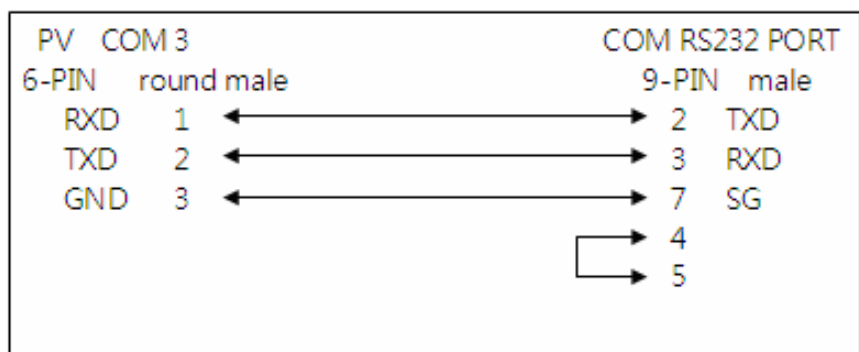 PV COM 3 COM RS232 PORT
6-PIN round male 9-PIN male
RXD 1 2 TXD
TXD 2 3 RXD
GND 3 7 SG
4
5